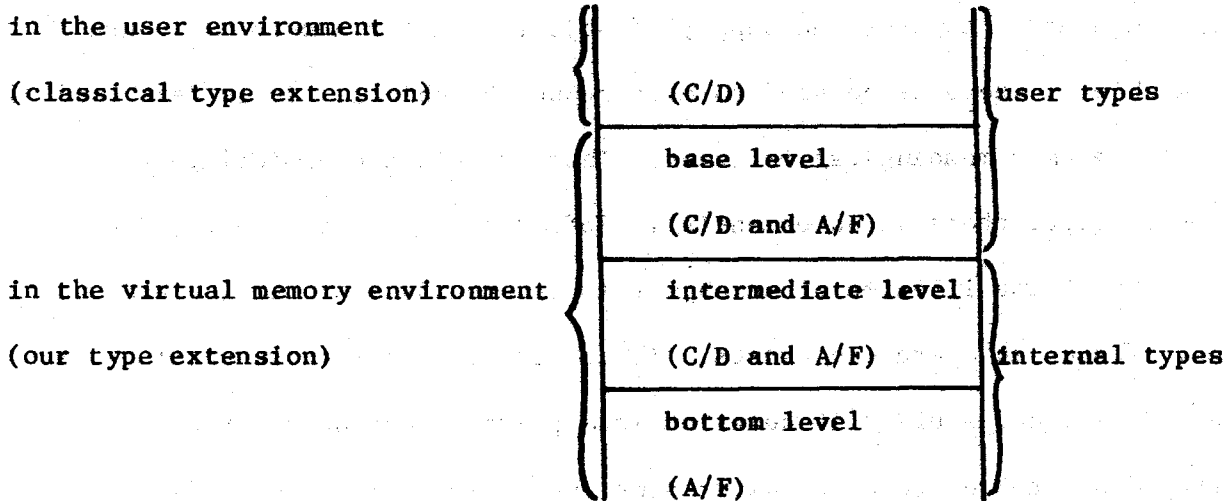 in the user environment
(classical type extension) (C/D) user types
base level
(C/D and A/F)
in the virtual memory environment intermediate level
(our type extension) (C/D and A/F) internal types
bottom level
(A/F)